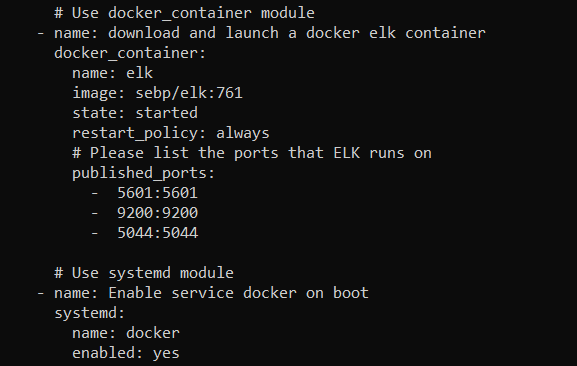 # Use docker_container module
- name: download and launch a docker elk container
docker_container:
name: elk
image: sebp/elk:761
state: started
restart_policy: always
# Please list the ports that ELK runs on
published_ports:
- 5601:5601
- 9200:9200
- 5044:5044
# Use systemd module
- name: Enable service docker on boot
systemd:
name: docker
enabled: yes